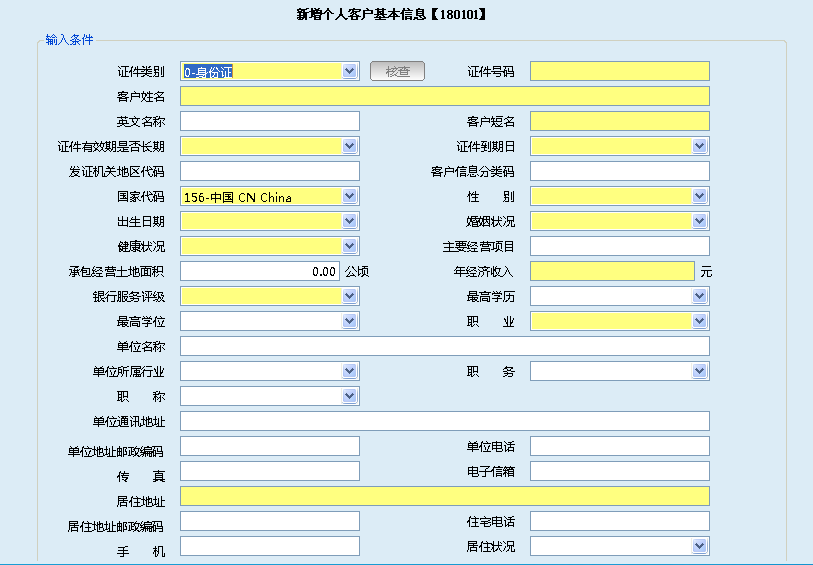 新增个人客户基本信息【180101】
输入条件
证件类别 0-身份证 核查 证件号码
客户姓名
英文名称 客户短名
证件有效期是否长期 证件到期日
发证机关地区代码 客户信息分类码
国家代码 156-中国 CN China 性 别
出生日期 婚姻状况
健康状况 主要经营项目
承包经营土地面积 0.00 公顷 年经济收入 元
银行服务评级 最高学历
最高学位 职 业
单位名称
单位所属行业 职 务
职 称
单位通讯地址
单位地址邮政编码 单位电话
传 真 电子信箱
居住地址
居住地址邮政编码 住宅电话
手 机 居住状况